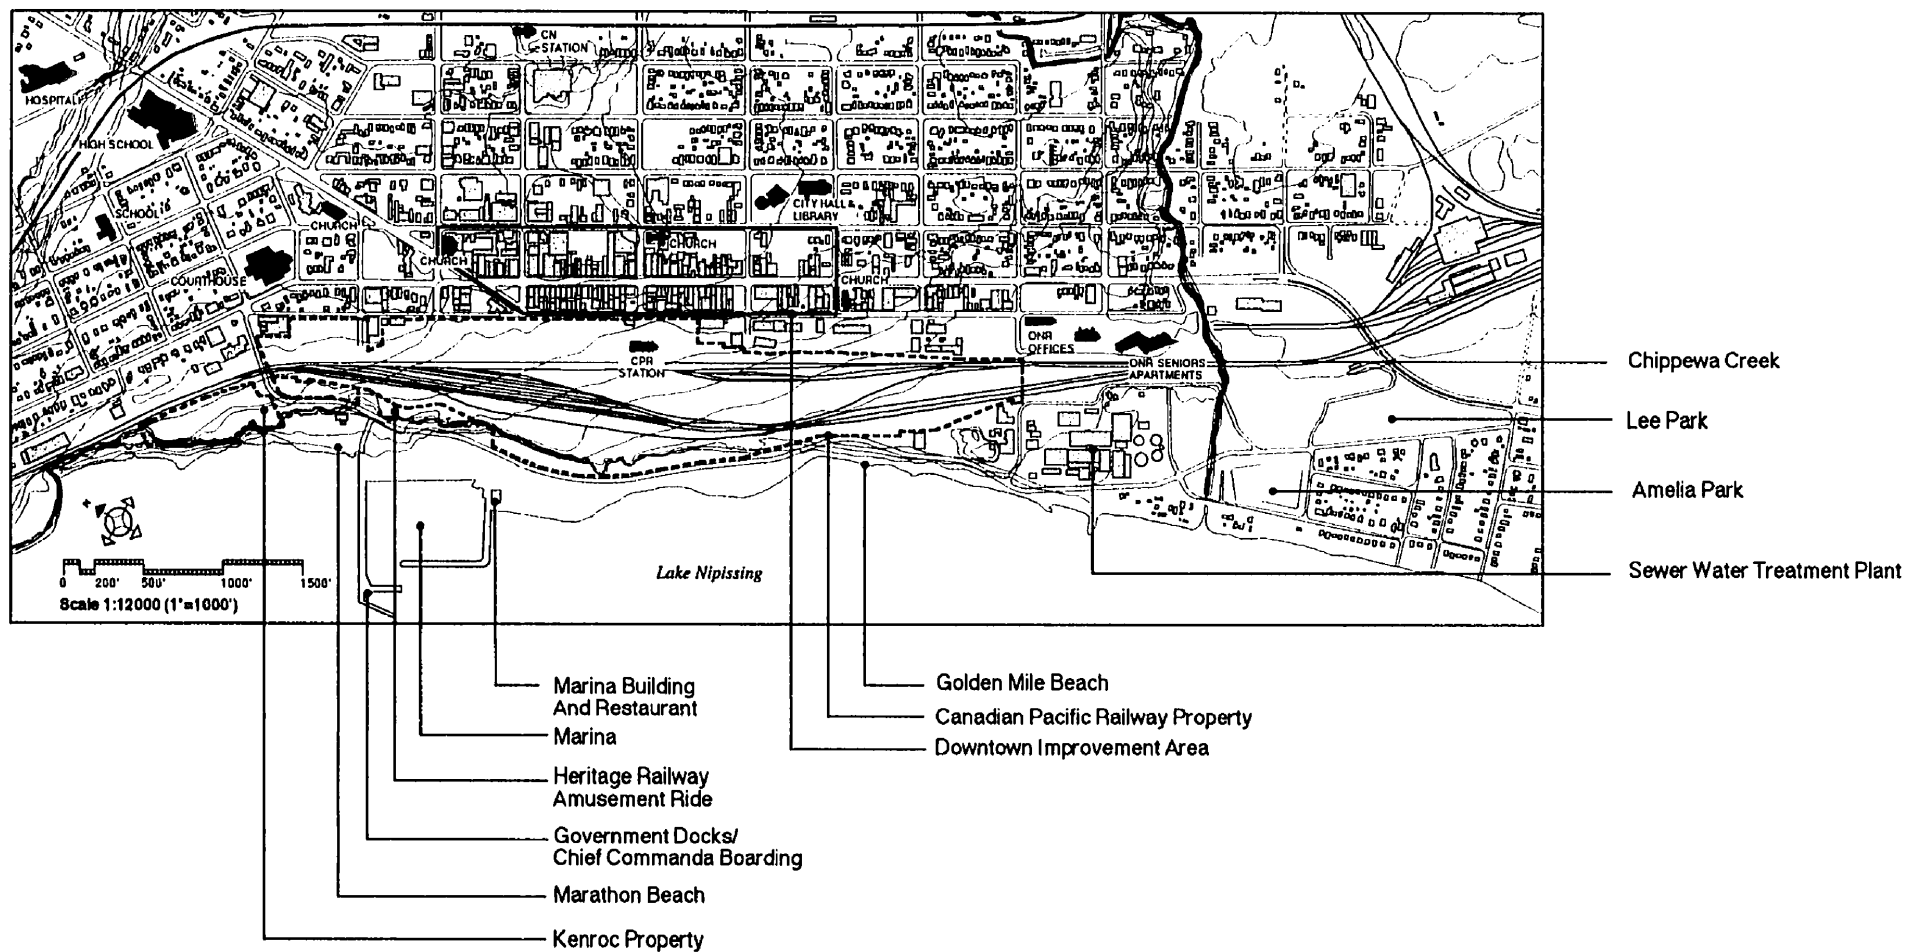 CN
STATION
HOSPITAL
HIGH SCHOOL
SCHOOL
CHURCH
CITY HALL &
LIBRARY
CHURCH
CHURCH
COURTHOUSE
CHURCH
CPR
STATION
ONR
OFFICES
ONR SENIORS
APARTMENTS
Chippewa Creek
Lee Park
Amelia Park
Sewer Water Treatment Plant
Lake Nipissing
0 200' 500' 1000' 1500'
Scale 1:12000 (1"=1000')
Marina Building
And Restaurant
Marina
Heritage Railway
Amusement Ride
Government Docks/
Chief Commanda Boarding
Marathon Beach
Kenroc Property
Golden Mile Beach
Canadian Pacific Railway Property
Downtown Improvement Area